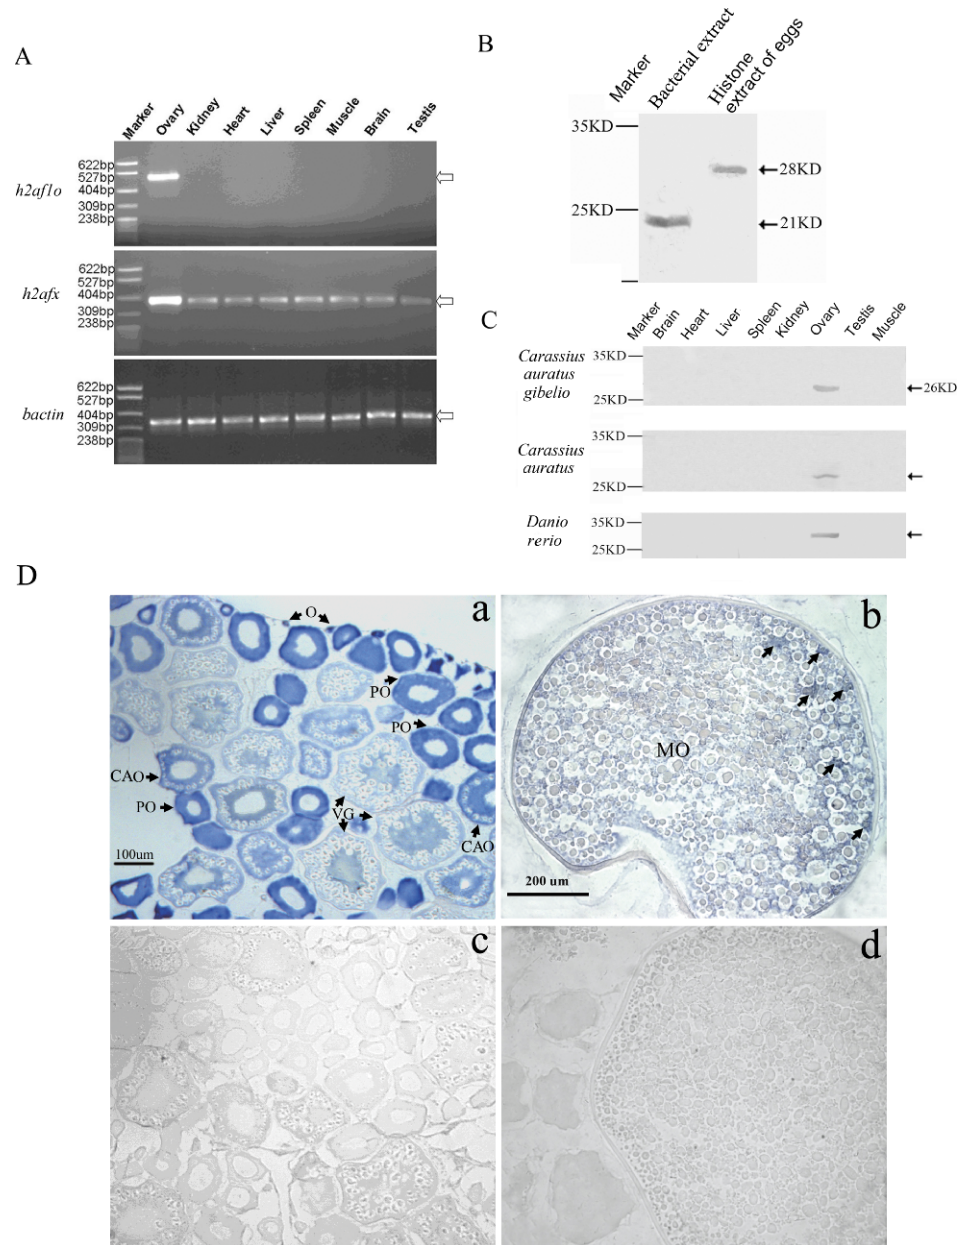 A
Marker Ovary Kidney Heart Liver Spleen Muscle Brain Testis
h2af1o
622bp
527bp
404bp
309bp
238bp
h2afx
622bp
527bp
404bp
309bp
238bp
bactin
622bp
527bp
404bp
309bp
238bp
B
Marker
Bacterial extract
Histone
extract of eggs
35KD
25KD
28KD
21KD
C
Marker Brain Heart Liver Spleen Kidney Ovary Testis Muscle
Carassius
auratus
gibelio
35KD
25KD
26KD
Carassius
auratus
35KD
25KD
Danio
rerio
35KD
25KD
D
a
O
PO
PO
CAO
PO
VG
CAO
100um
b
MO
200 um
c
d